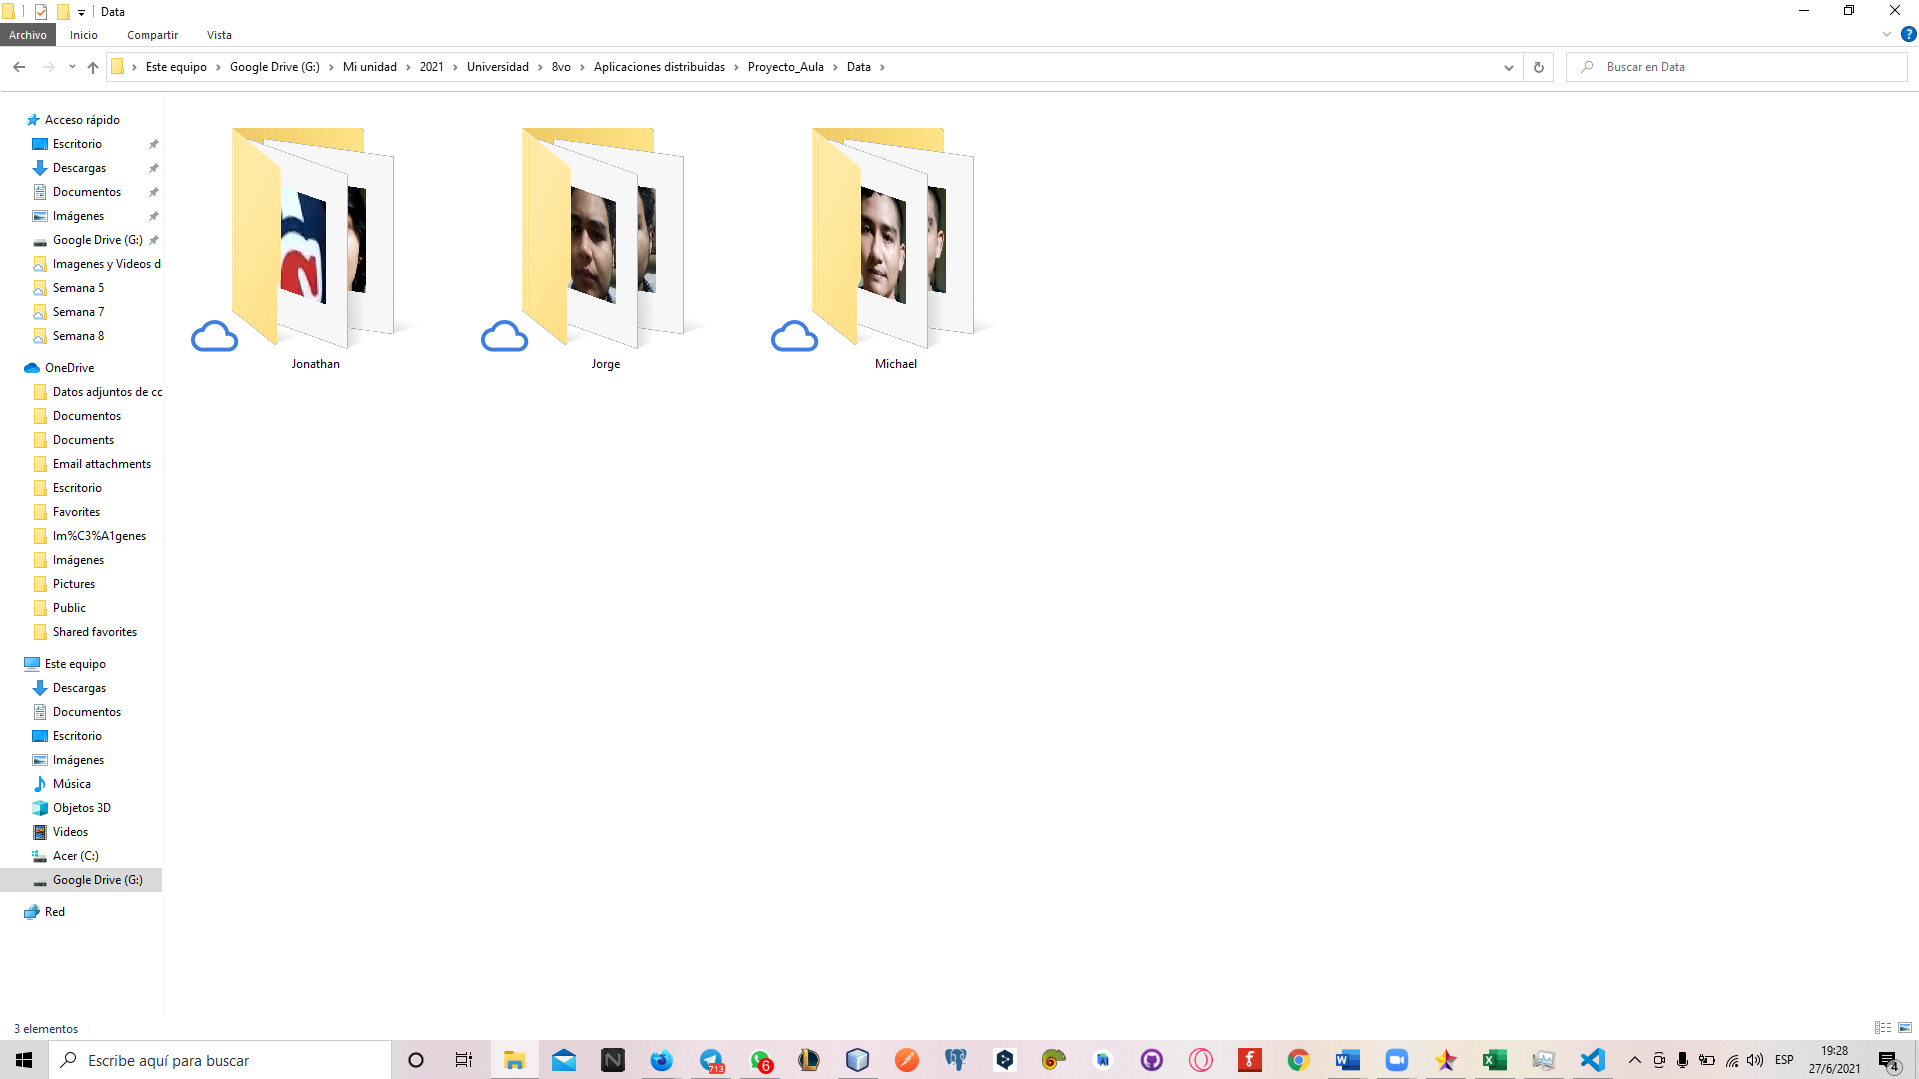 Data
Archivo Inicio Compartir Vista
Este equipo Google Drive (G:) Mi unidad 2021 Universidad 8vo Aplicaciones distribuidas Proyecto_Aula Data
Buscar en Data
Acceso rápido
Escritorio
Descargas
Documentos
Imágenes
Google Drive (G:)
Imagenes y Videos d
Semana 5
Semana 7
Semana 8
OneDrive
Datos adjuntos de cc
Documentos
Documents
Email attachments
Escritorio
Favorites
Im%C3%A1genes
Imágenes
Pictures
Public
Shared favorites
Este equipo
Descargas
Documentos
Escritorio
Imágenes
Música
Objetos 3D
Videos
Acer (C:)
Google Drive (G:)
Red
Jonathan Jorge Michael
3 elementos
Escribe aquí para buscar
713
6
ESP
19:28
27/6/2021
4